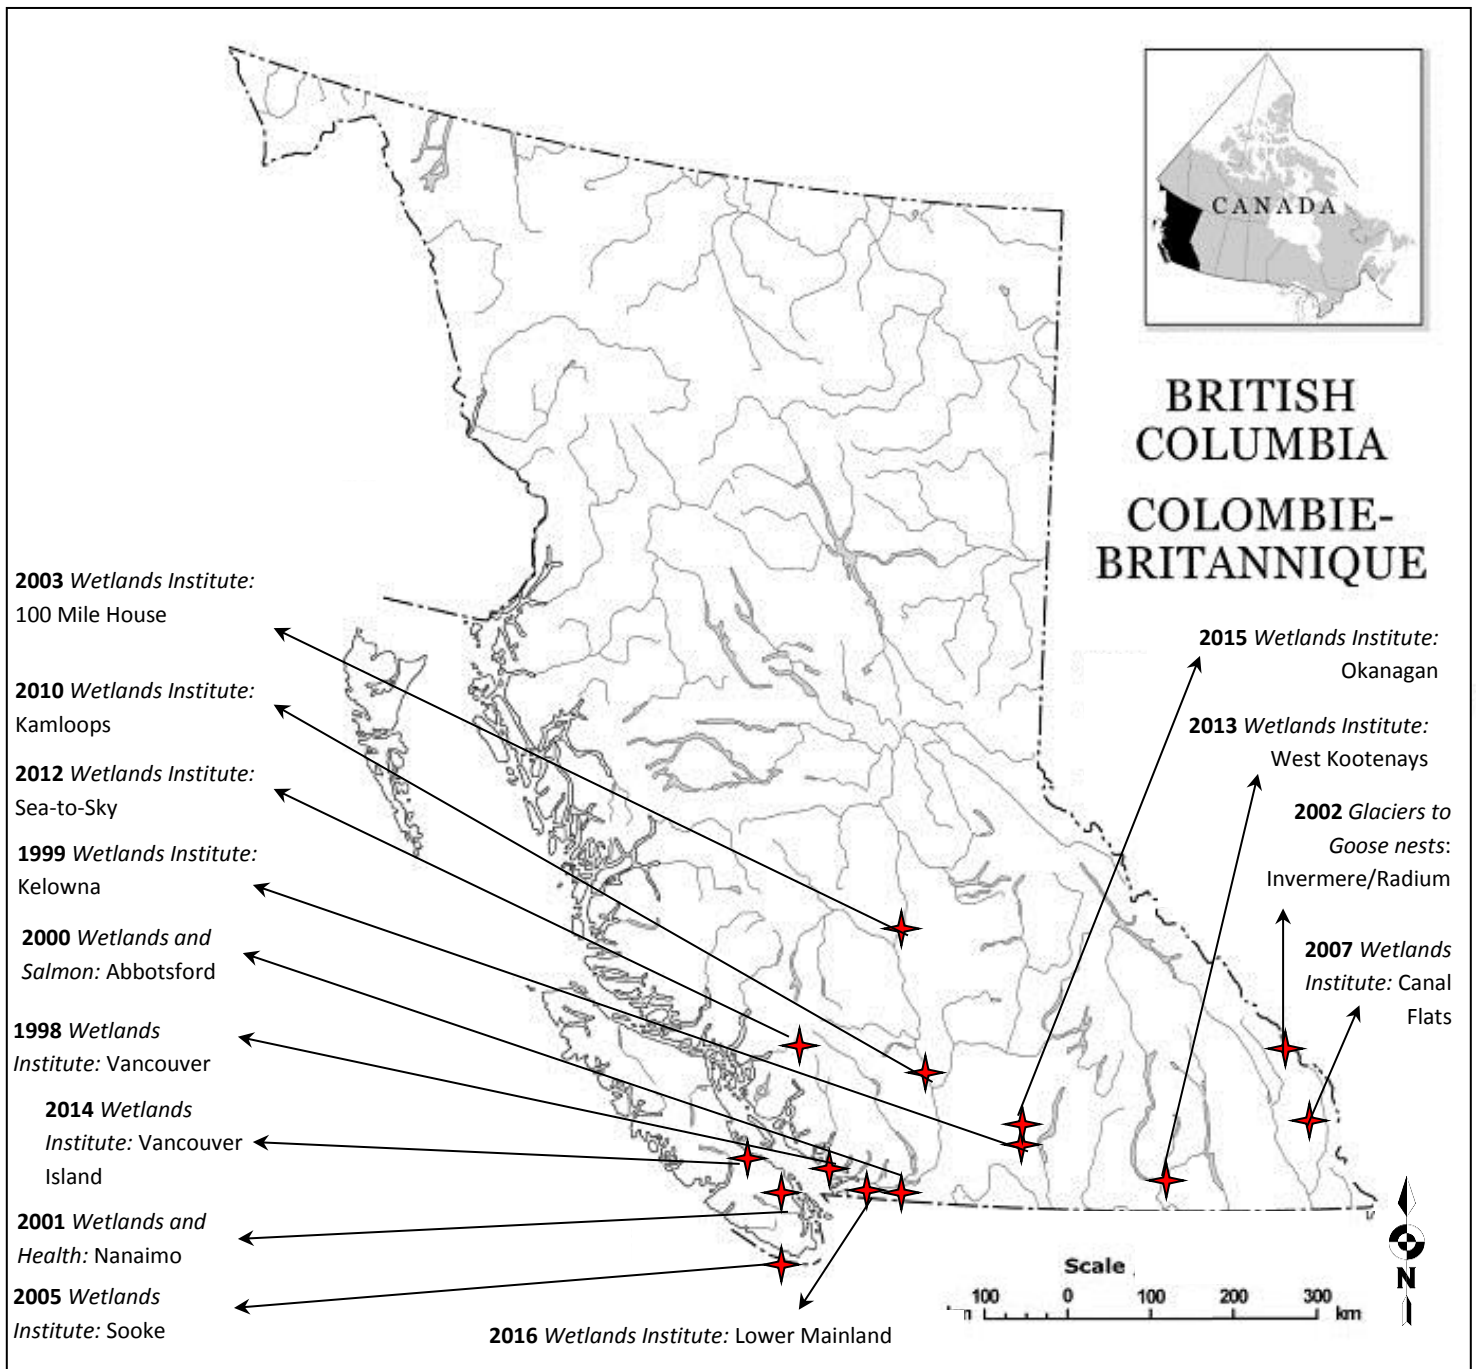 CANADA
BRITISH
COLUMBIA
COLOMBIE-
BRITANNIQUE
2003 Wetlands Institute:
100 Mile House
2010 Wetlands Institute:
Kamloops
2012 Wetlands Institute:
Sea-to-Sky
1999 Wetlands Institute:
Kelowna
2000 Wetlands and
Salmon: Abbotsford
1998 Wetlands
Institute: Vancouver
2014 Wetlands
Institute: Vancouver
Island
2001 Wetlands and
Health: Nanaimo
2005 Wetlands
Institute: Sooke
2016 Wetlands Institute: Lower Mainland
2015 Wetlands Institute:
Okanagan
2013 Wetlands Institute:
West Kootenays
2002 Glaciers to
Goose nests:
Invermere/Radium
2007 Wetlands
Institute: Canal
Flats
N
Scale
100 0 100 200 300
km